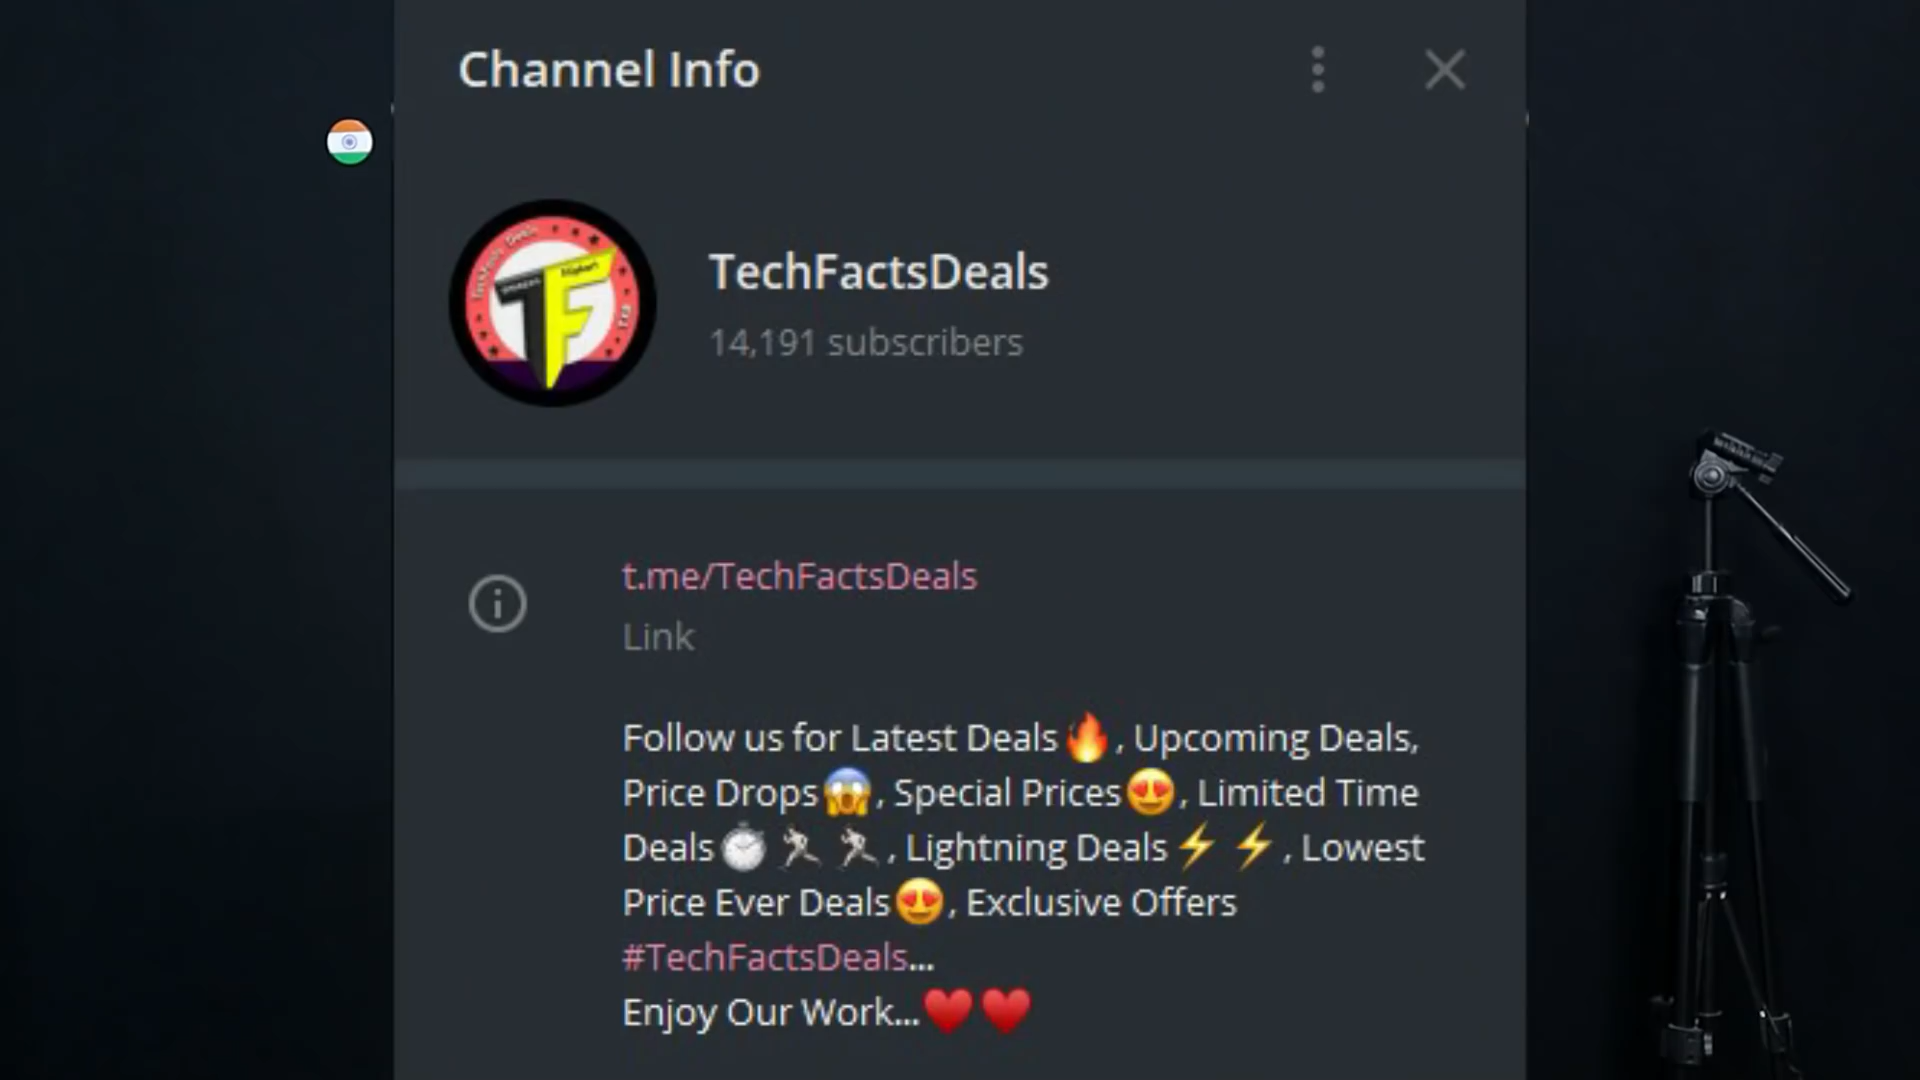 Channel Info
TechFactsDeals
14,191 subscribers
t.me/TechFactsDeals
Link
Follow us for Latest Deals🔥, Upcoming Deals,
Price Drops😱, Special Prices😍, Limited Time
Deals⏱🏃🏃, Lightning Deals⚡⚡, Lowest
Price Ever Deals😍, Exclusive Offers
#TechFactsDeals...
Enjoy Our Work...♥️♥️
TF